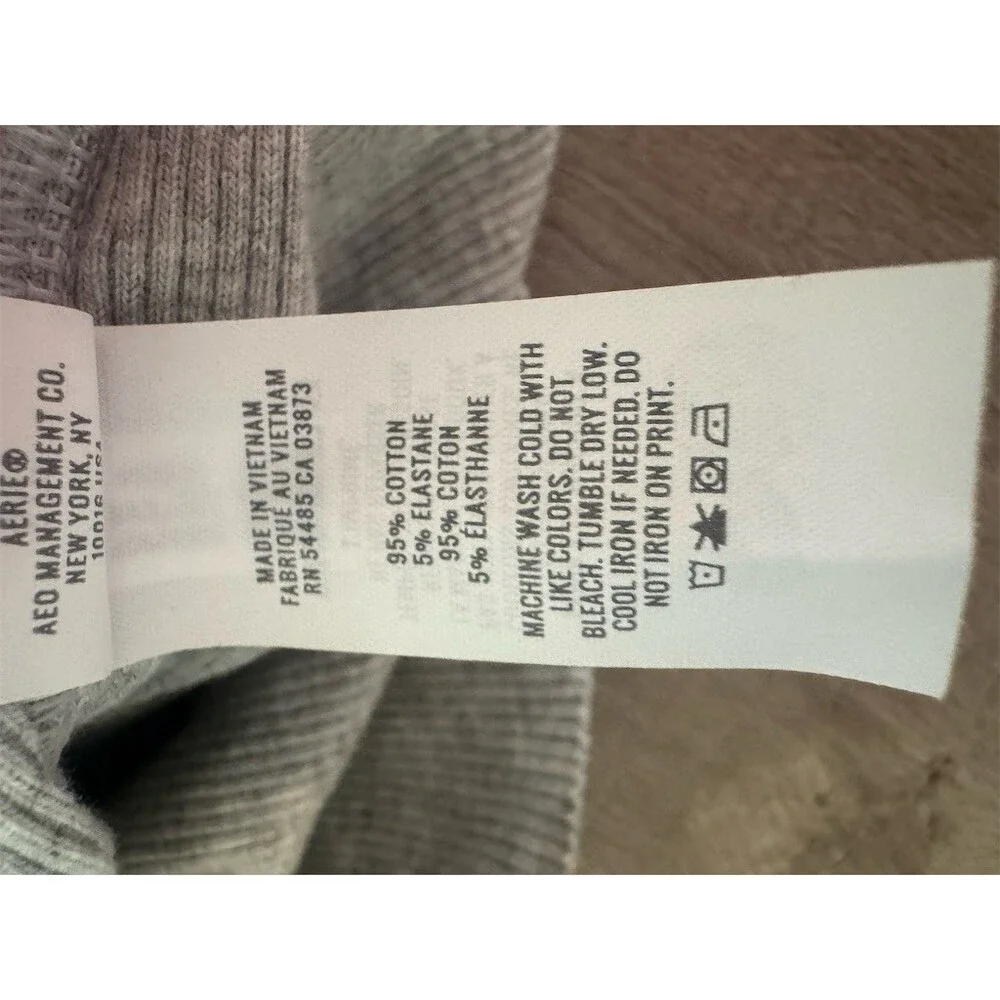 AERIE®
AEO MANAGEMENT CO.
NEW YORK, NY
10016 USA
MADE IN VIETNAM
FABRIQUÉ AU VIETNAM
RN 54485 CA 03873
95% COTTON
5% ELASTANE
95% COTON
5% ÉLASTHANNE
MACHINE WASH COLD WITH
LIKE COLORS. DO NOT
BLEACH. TUMBLE DRY LOW.
COOL IRON IF NEEDED. DO
NOT IRON ON PRINT.